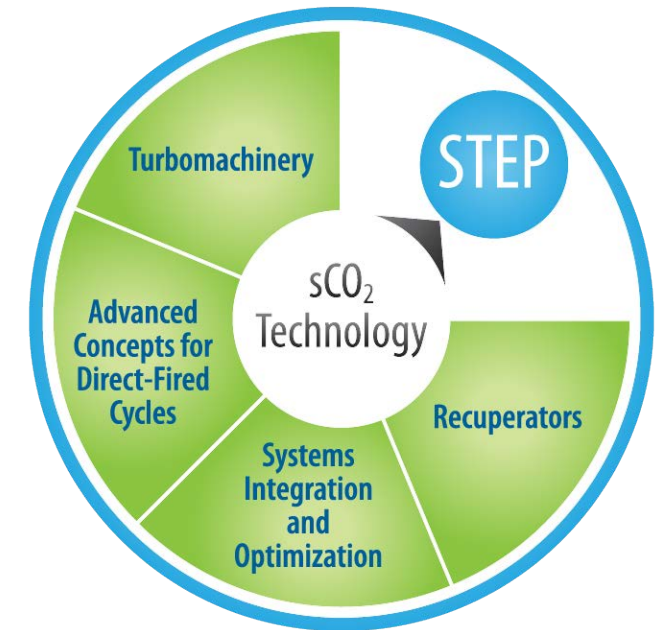 STEP
Turbomachinery
sCO₂
Technology
Advanced
Concepts for
Direct-Fired
Cycles
Recuperators
Systems
Integration
and
Optimization